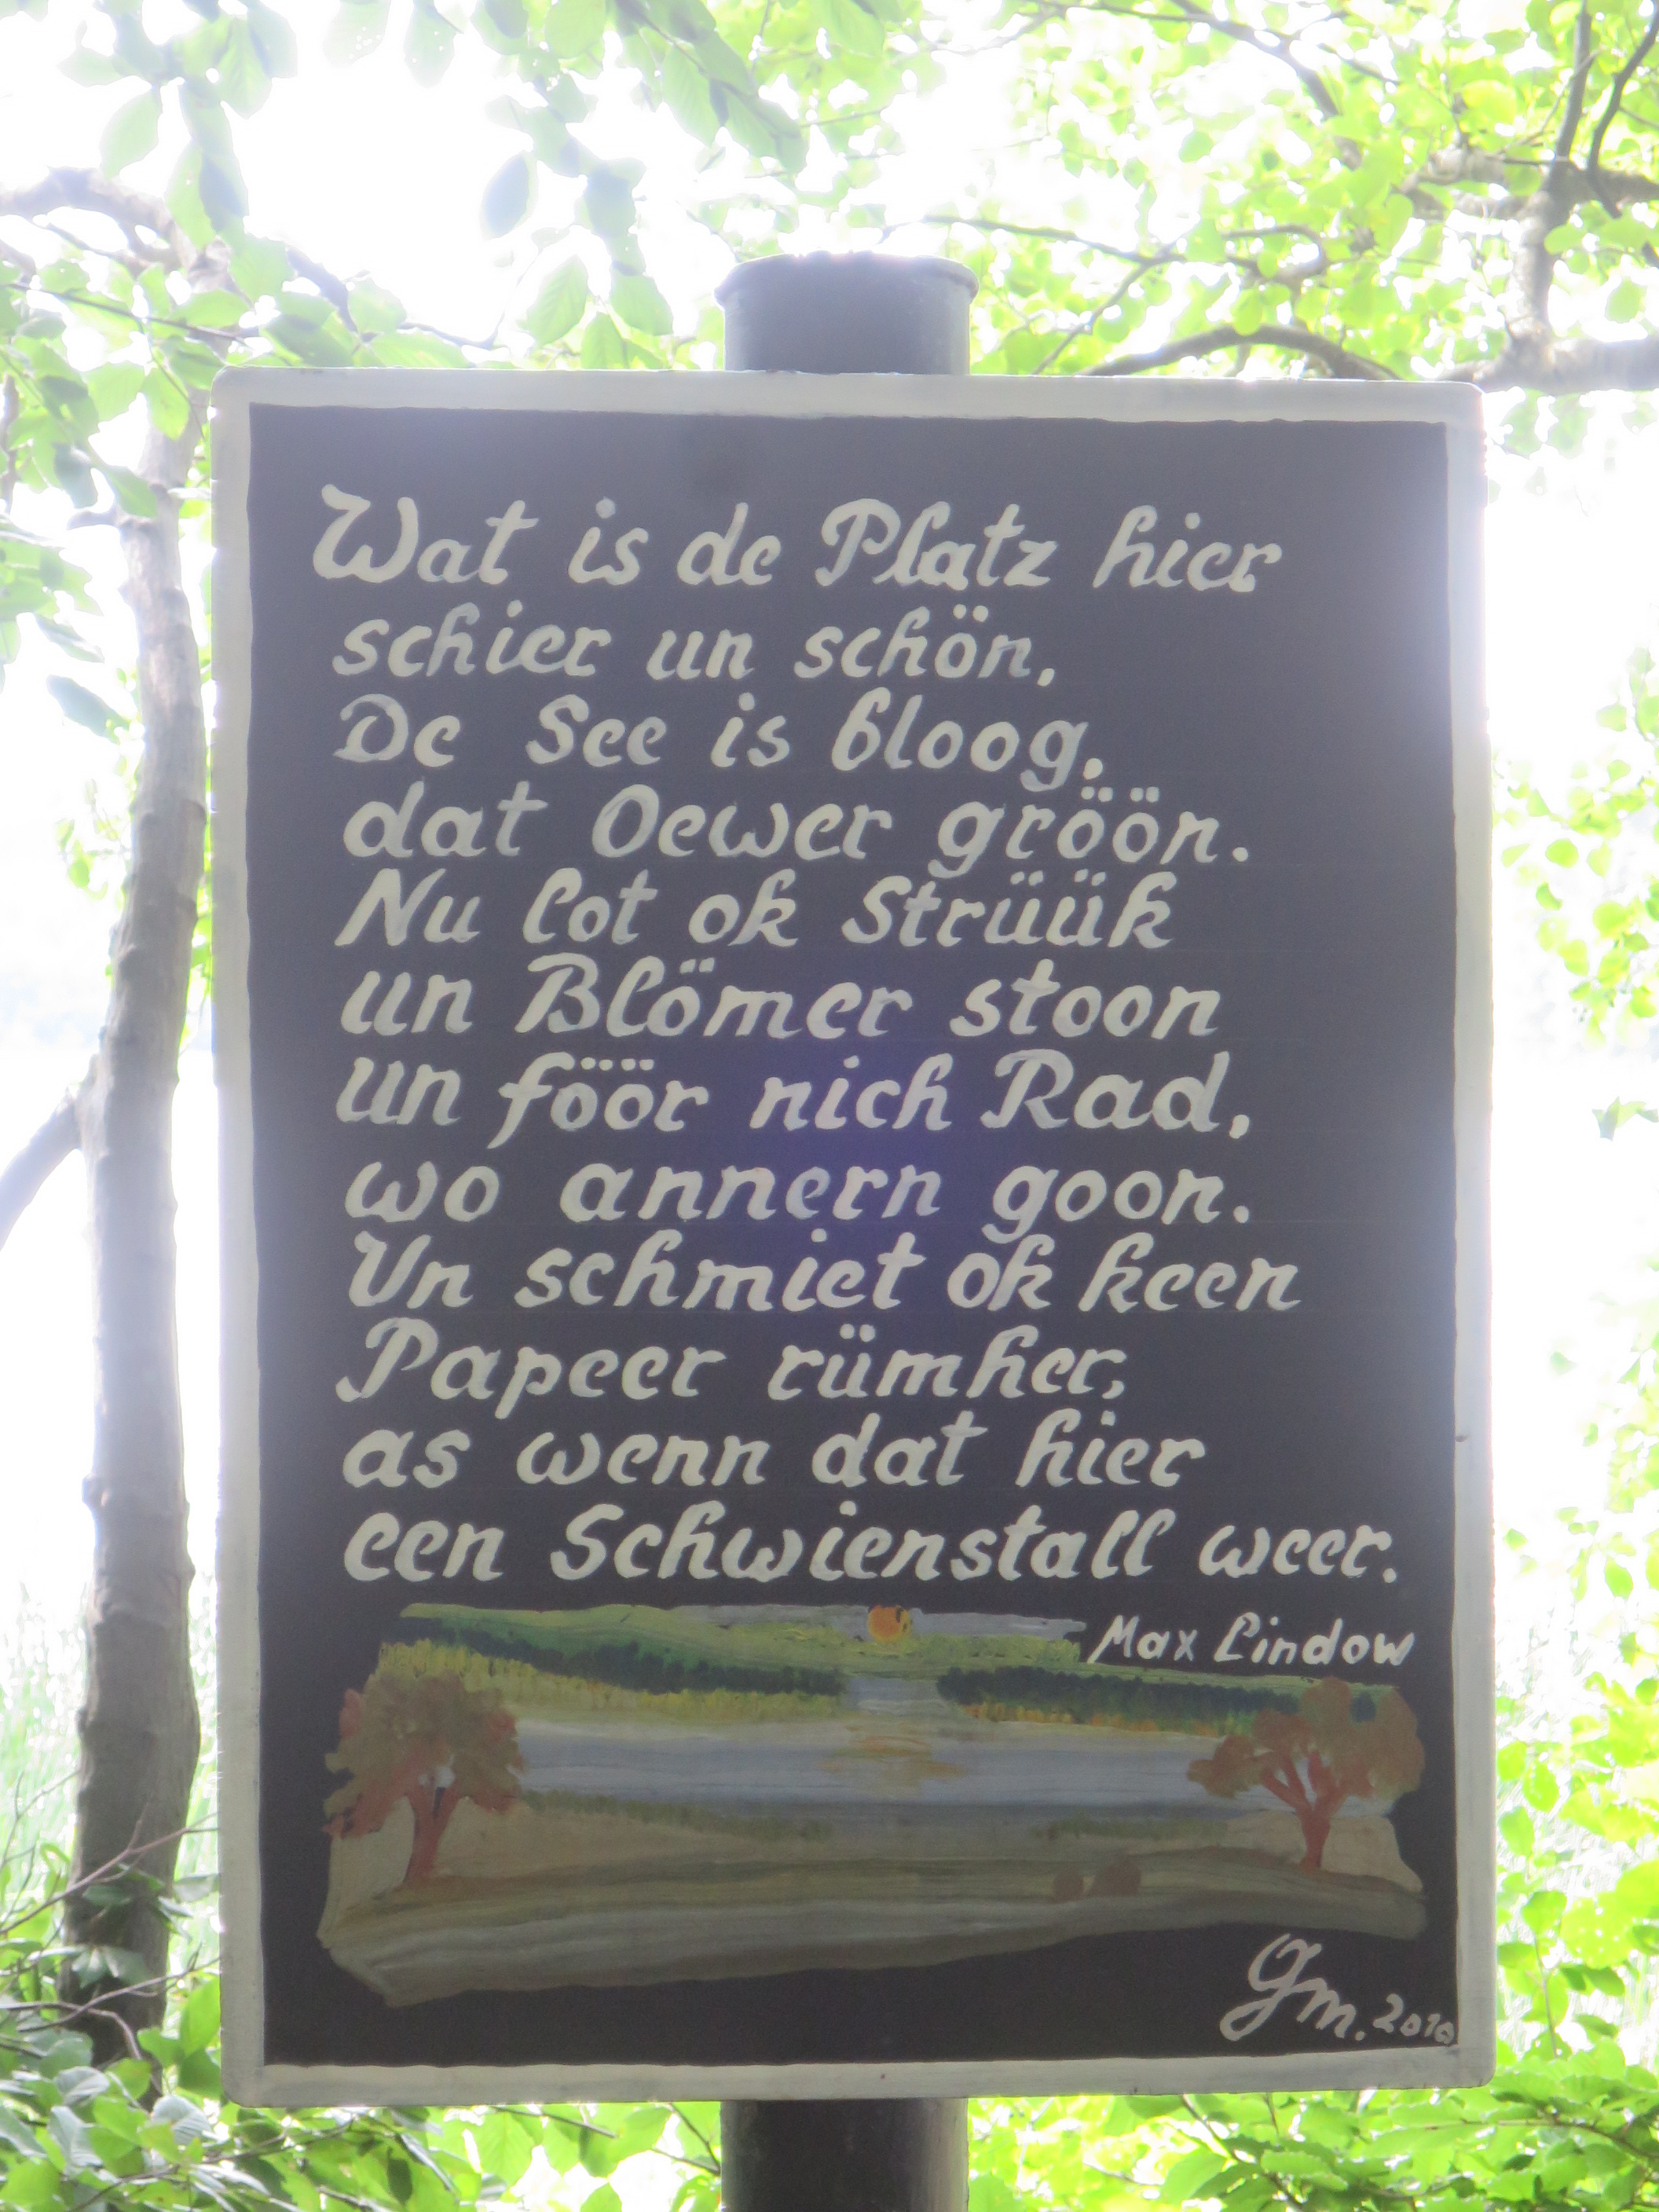 Wat is de Platz hier
schier un schön,
De See is bloog,
dat Oewer gröön.
Nu lot ok Strüük
un Blömer stoon
un föör nich Rad,
wo annern goon.
Un schmiet ok keen
Papeer rümher,
as wenn dat hier
een Schwienstall weer.
Max Lindow
Gm. 2010